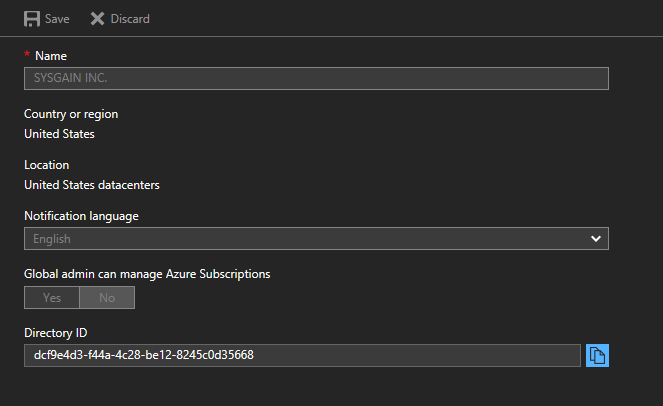 Save Discard
* Name
SYSGAIN INC.
Country or region
United States
Location
United States datacenters
Notification language
English
Global admin can manage Azure Subscriptions
Yes No
Directory ID
dcf9e4d3-f44a-4c28-be12-8245c0d35668